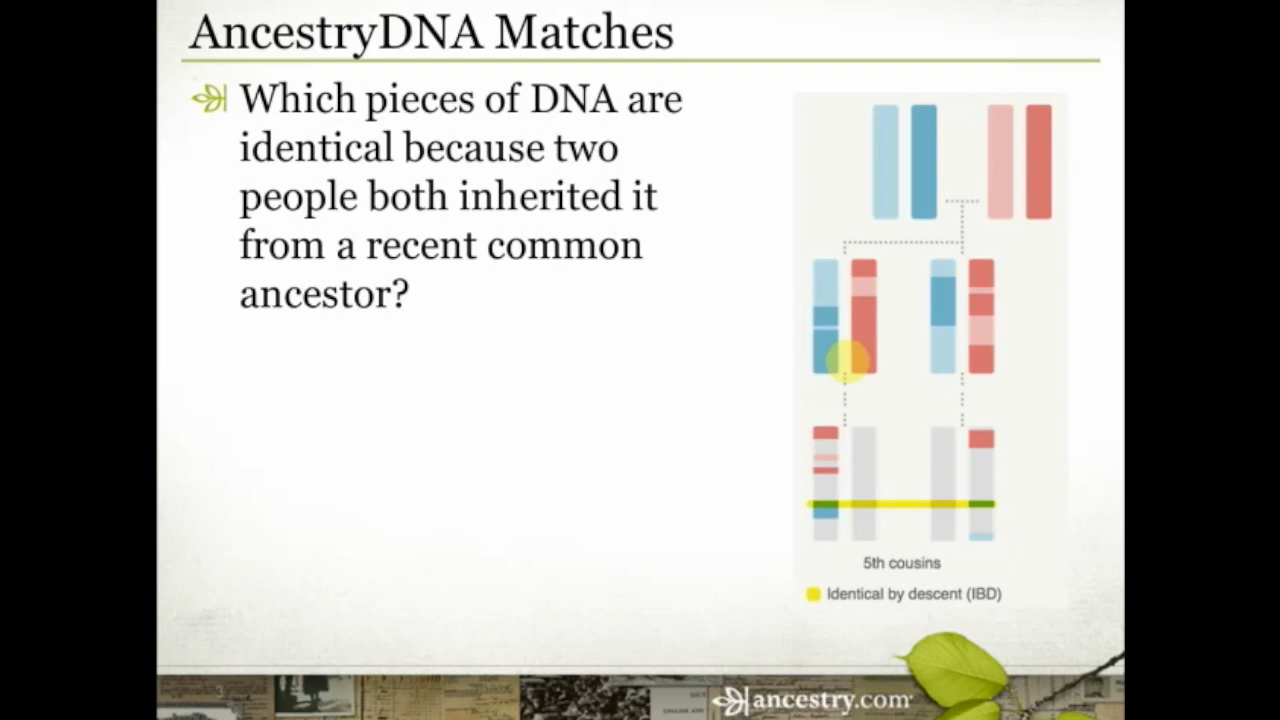 AncestryDNA Matches
Which pieces of DNA are
identical because two
people both inherited it
from a recent common
ancestor?
5th cousins
Identical by descent (IBD)
ancestry.com